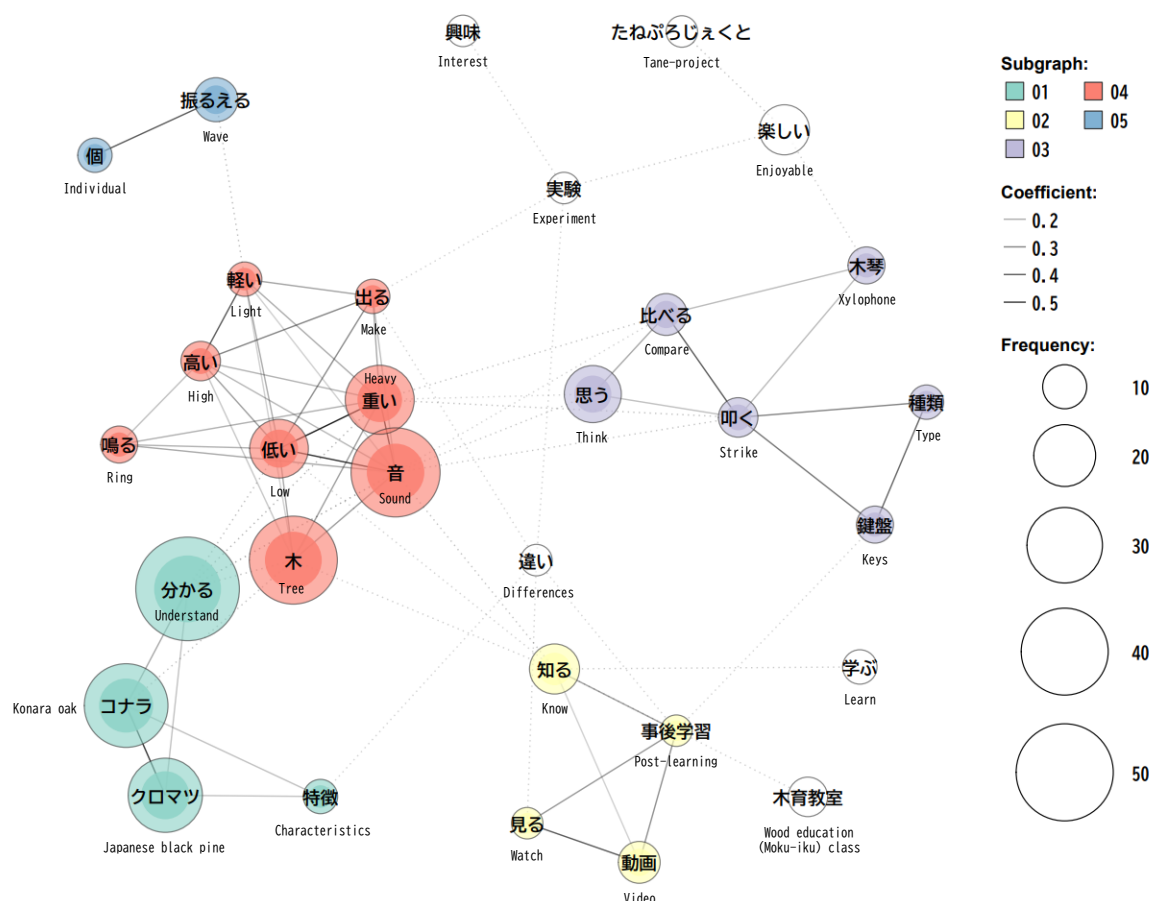 興味
Interest
たねぷろじぇくと
Tane-project
振るえる
Wave
個
Individual
楽しい
Enjoyable
実験
Experiment
軽い
Light
出る
Make
木琴
Xylophone
比べる
Compare
高い
High
Heavy
重い
思う
Think
叩く
Strike
種類
Type
鳴る
Ring
低い
Low
音
Sound
鍵盤
Keys
木
Tree
違い
Differences
分かる
Understand
知る
Know
学ぶ
Learn
Konara oak
コナラ
事後学習
Post-learning
クロマツ
Japanese black pine
特徴
Characteristics
木育教室
Wood education
(Moku-iku) class
見る
Watch
動画
Video
Subgraph:
01
04
02
05
03
Coefficient:
0.2
0.3
0.4
0.5
Frequency:
10
20
30
40
50